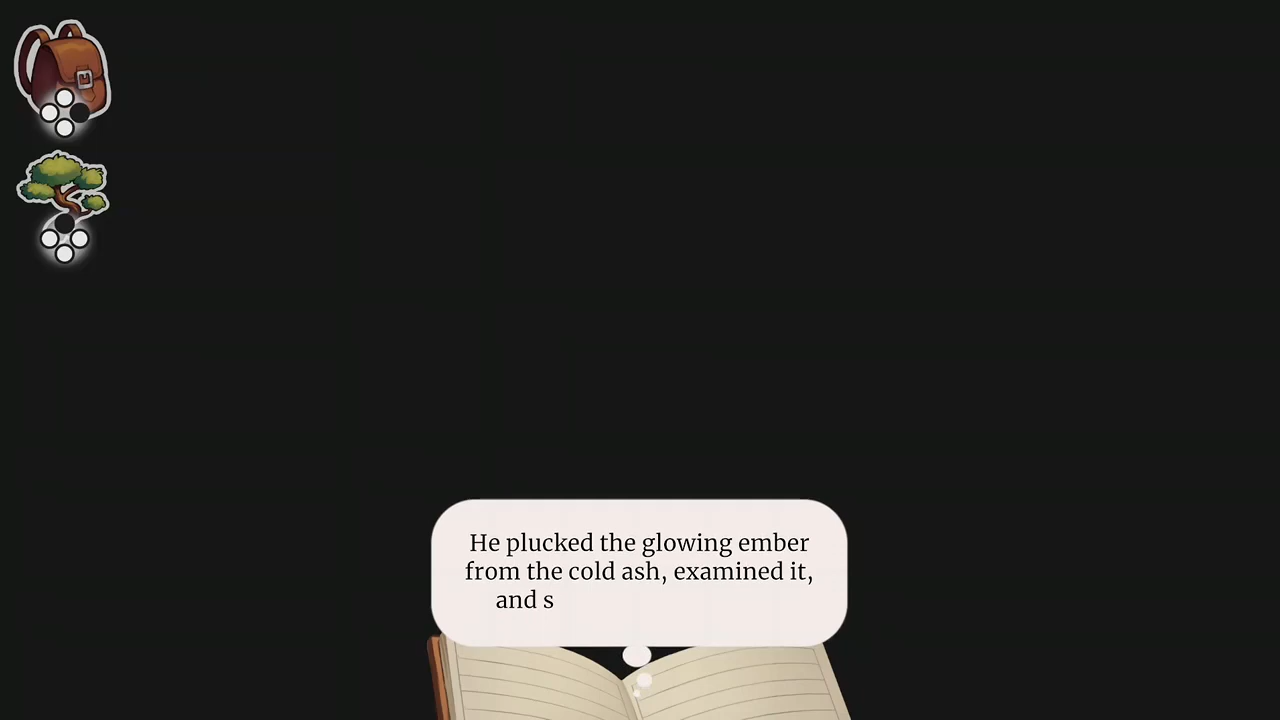 He plucked the glowing ember
from the cold ash, examined it,
and s